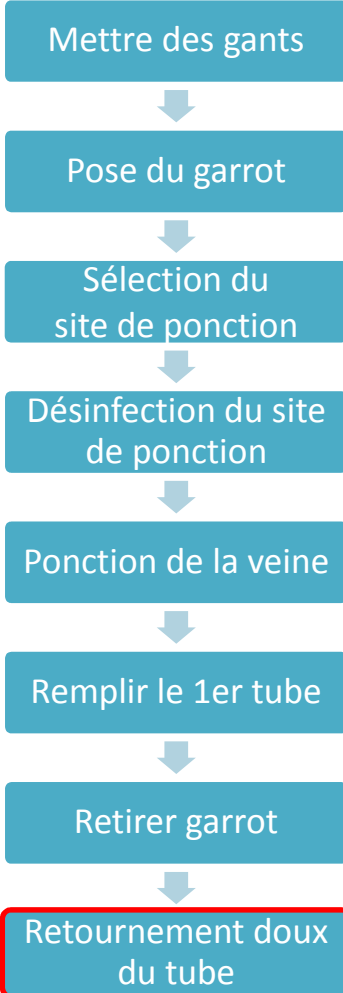 Mettre des gants
Pose du garrot
Sélection du
site de ponction
Désinfection du site
de ponction
Ponction de la veine
Remplir le 1er tube
Retirer garrot
Retournement doux
du tube